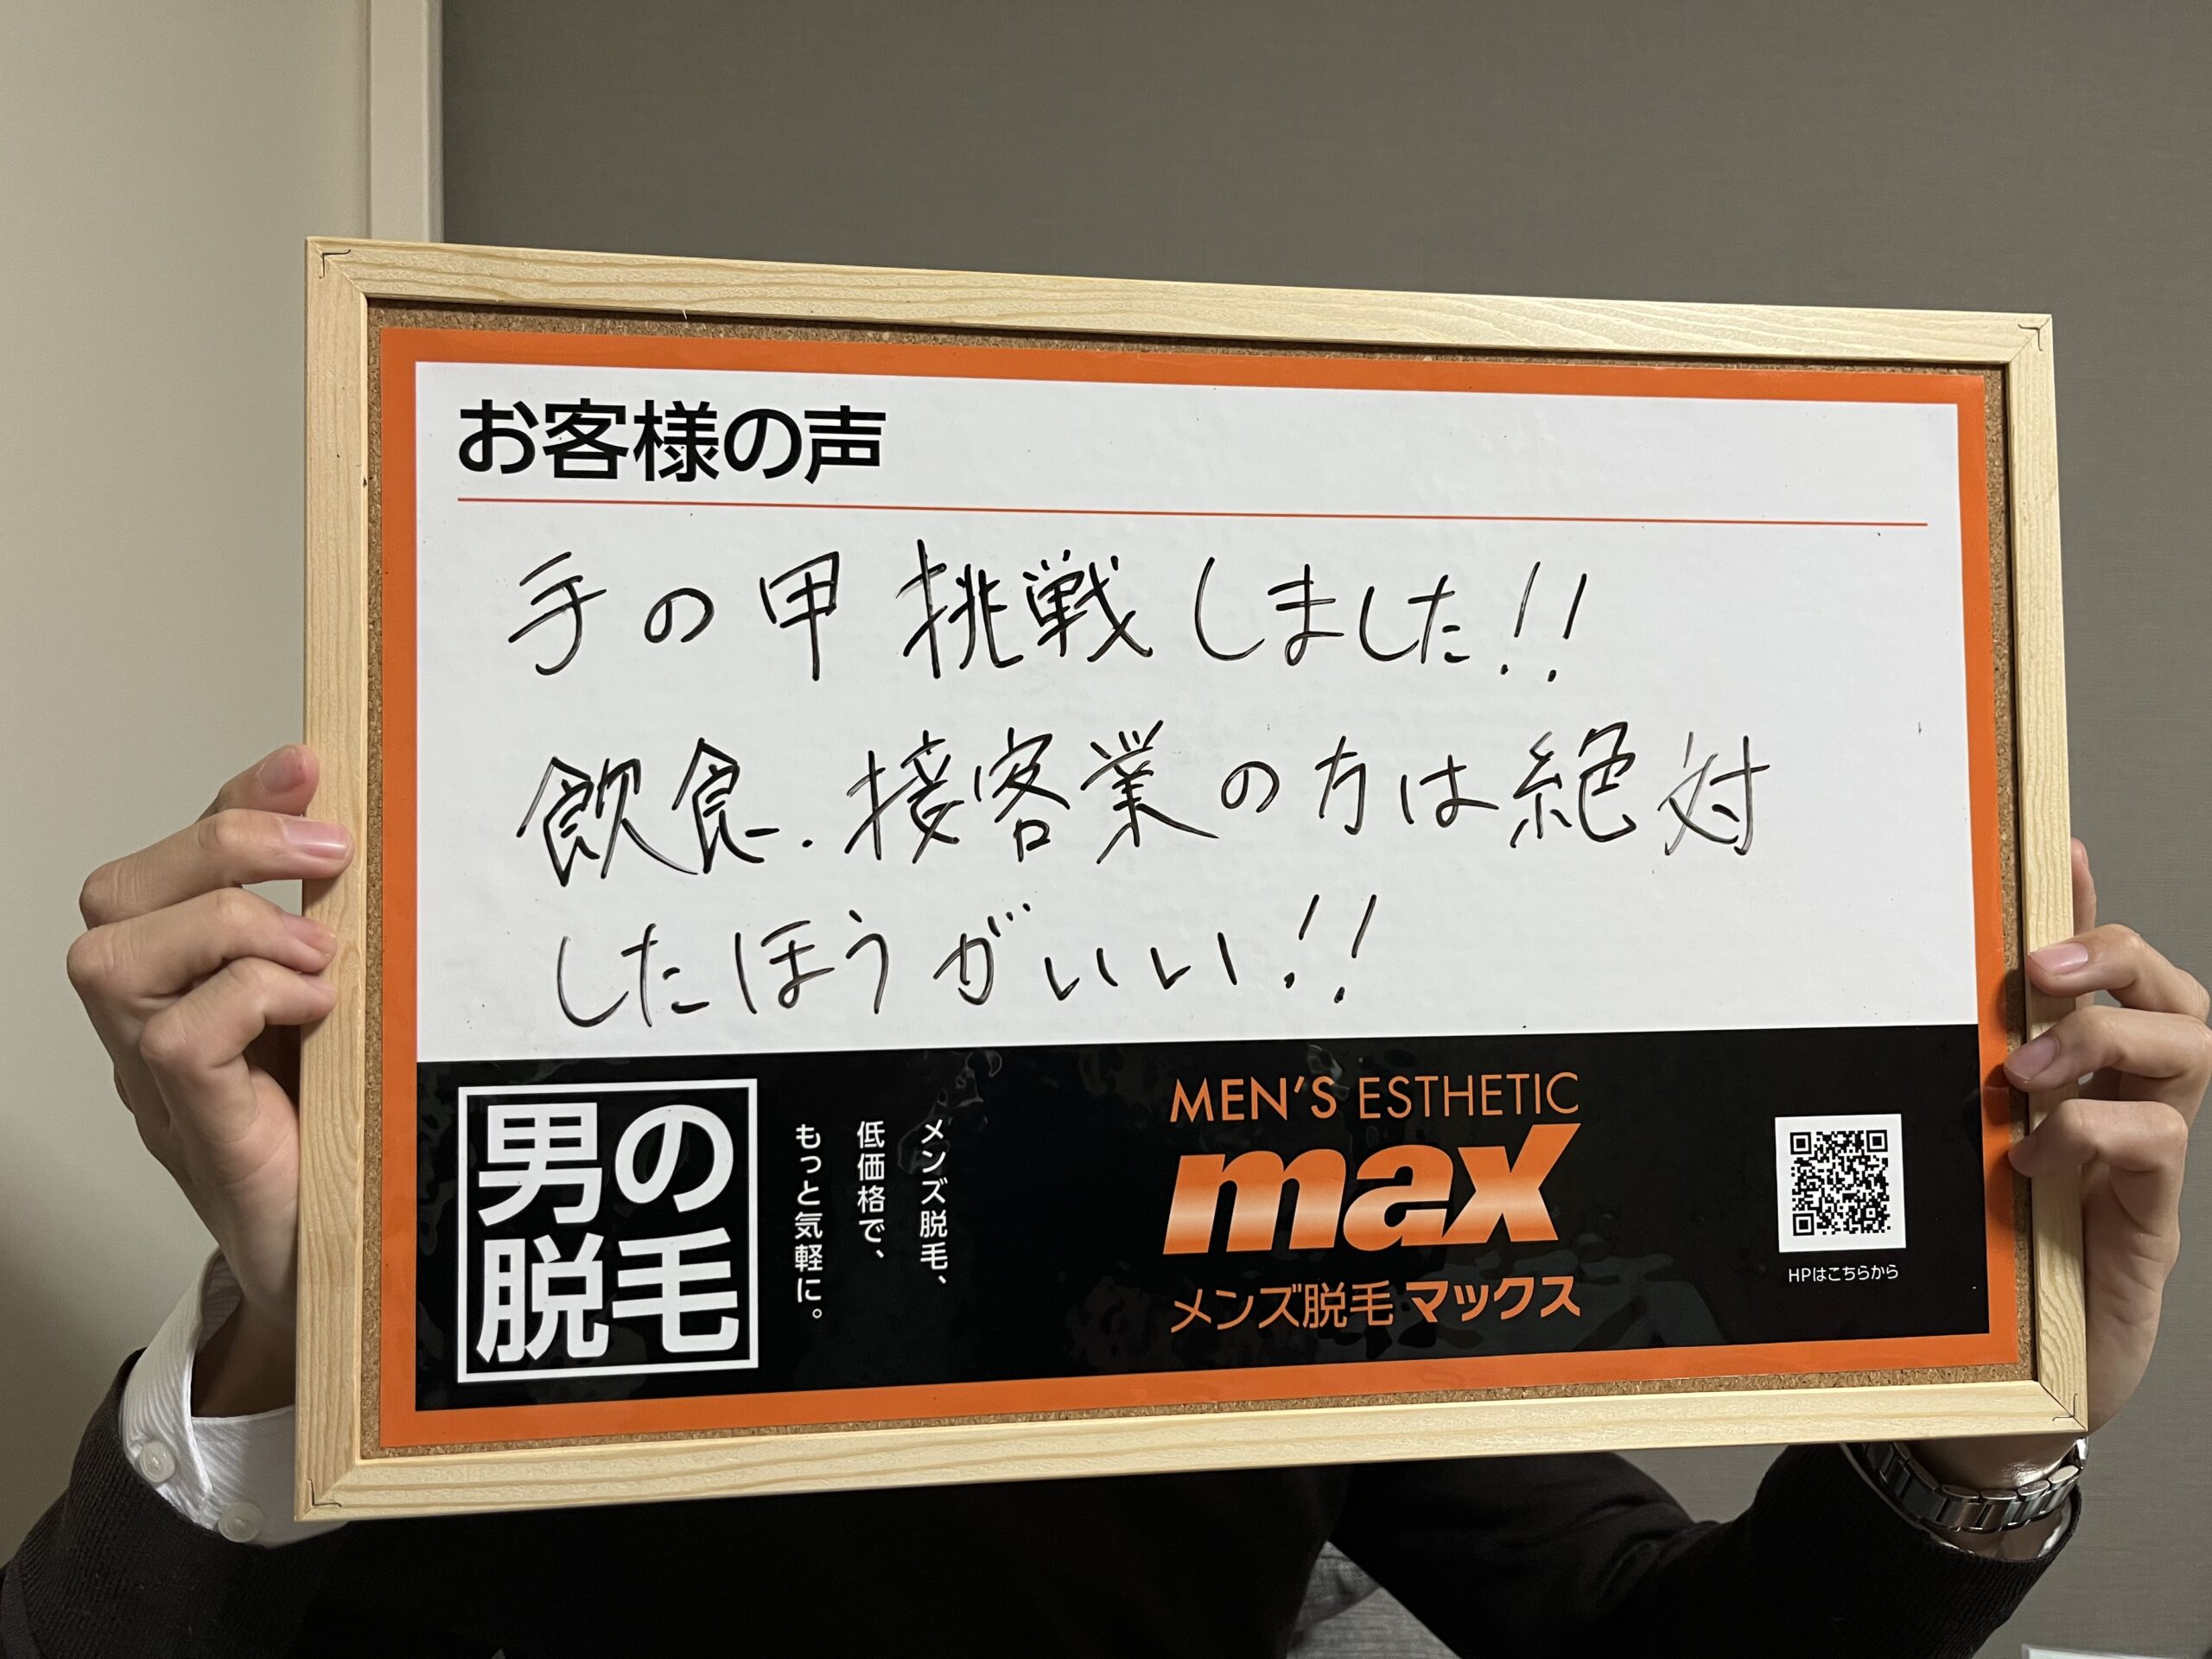 お客様の声
手の甲 挑戦しました!!
飲食・接客業の方は絶対
したほうがいい!!
男の
脱毛
メンズ脱毛、
低価格で、
もっと気軽に。
MEN'S ESTHETIC
max
メンズ脱毛 マックス
HPはこちらから